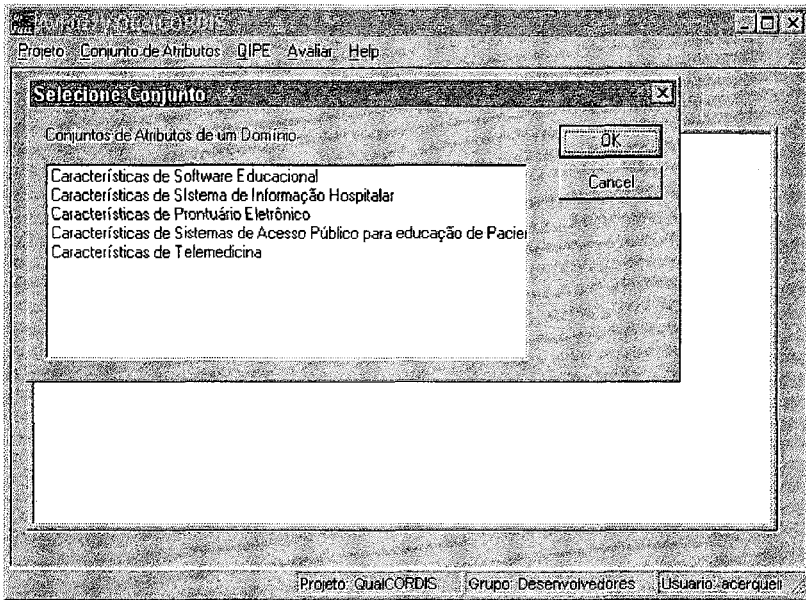 Projeto Conjunto de Atributos QIPE Avaliar Help
Selecione Conjunto
Conjuntos de Atributos de um Domínio
OK
Cancel
Características de Software Educacional
Características de SIstema de Informação Hospitalar
Características de Prontuário Eletrônico
Características de Sistemas de Acesso Público para educação de Pacier
Características de Telemedicina
Projeto: QualCORDIS Grupo: Desenvolvedores Usuario: acerqueii